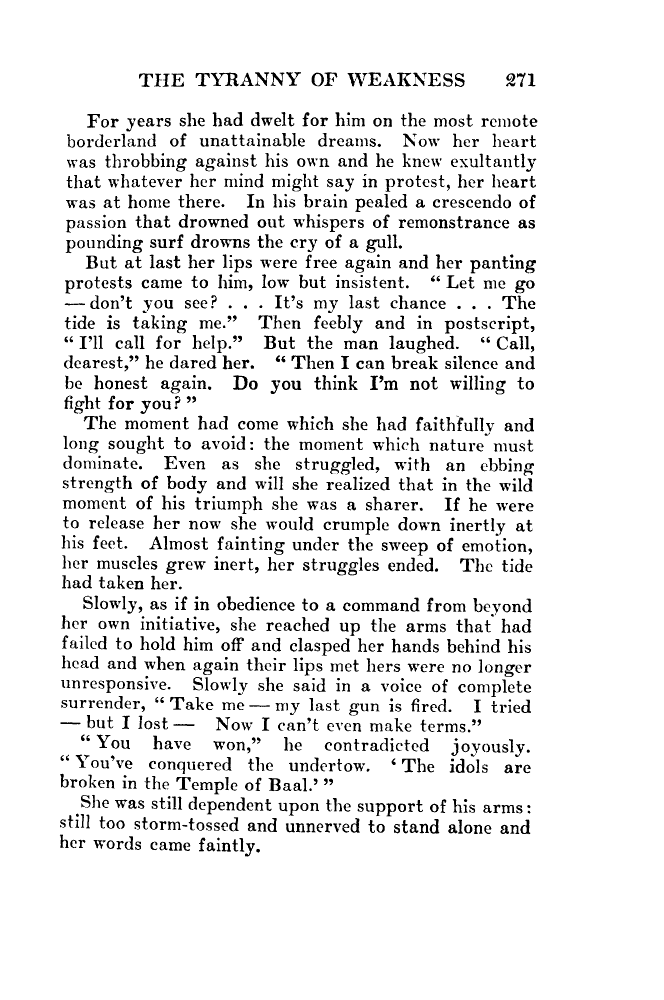 THE TYRANNY OF WEAKNESS 271
For years she had dwelt for him on the most remote
borderland of unattainable dreams. Now her heart
was throbbing against his own and he knew exultantly
that whatever her mind might say in protest, her heart
was at home there. In his brain pealed a crescendo of
passion that drowned out whispers of remonstrance as
pounding surf drowns the cry of a gull.
But at last her lips were free again and her panting
protests came to him, low but insistent. “ Let me go
— don’t you see? . . . It’s my last chance . . . The
tide is taking me.” Then feebly and in postscript,
“ I’ll call for help.” But the man laughed. “ Call,
dearest,” he dared her. “ Then I can break silence and
be honest again. Do you think I’m not willing to
fight for you? ”
The moment had come which she had faithfully and
long sought to avoid: the moment which nature must
dominate. Even as she struggled, with an ebbing
strength of body and will she realized that in the wild
moment of his triumph she was a sharer. If he were
to release her now she would crumple down inertly at
his feet. Almost fainting under the sweep of emotion,
her muscles grew inert, her struggles ended. The tide
had taken her.
Slowly, as if in obedience to a command from beyond
her own initiative, she reached up the arms that had
failed to hold him off and clasped her hands behind his
head and when again their lips met hers were no longer
unresponsive. Slowly she said in a voice of complete
surrender, “ Take me — my last gun is fired. I tried
— but I lost — Now I can’t even make terms.”
“ You have won,” he contradicted joyously.
“ You’ve conquered the undertow. ‘ The idols are
broken in the Temple of Baal.’ ”
She was still dependent upon the support of his arms:
still too storm-tossed and unnerved to stand alone and
her words came faintly.